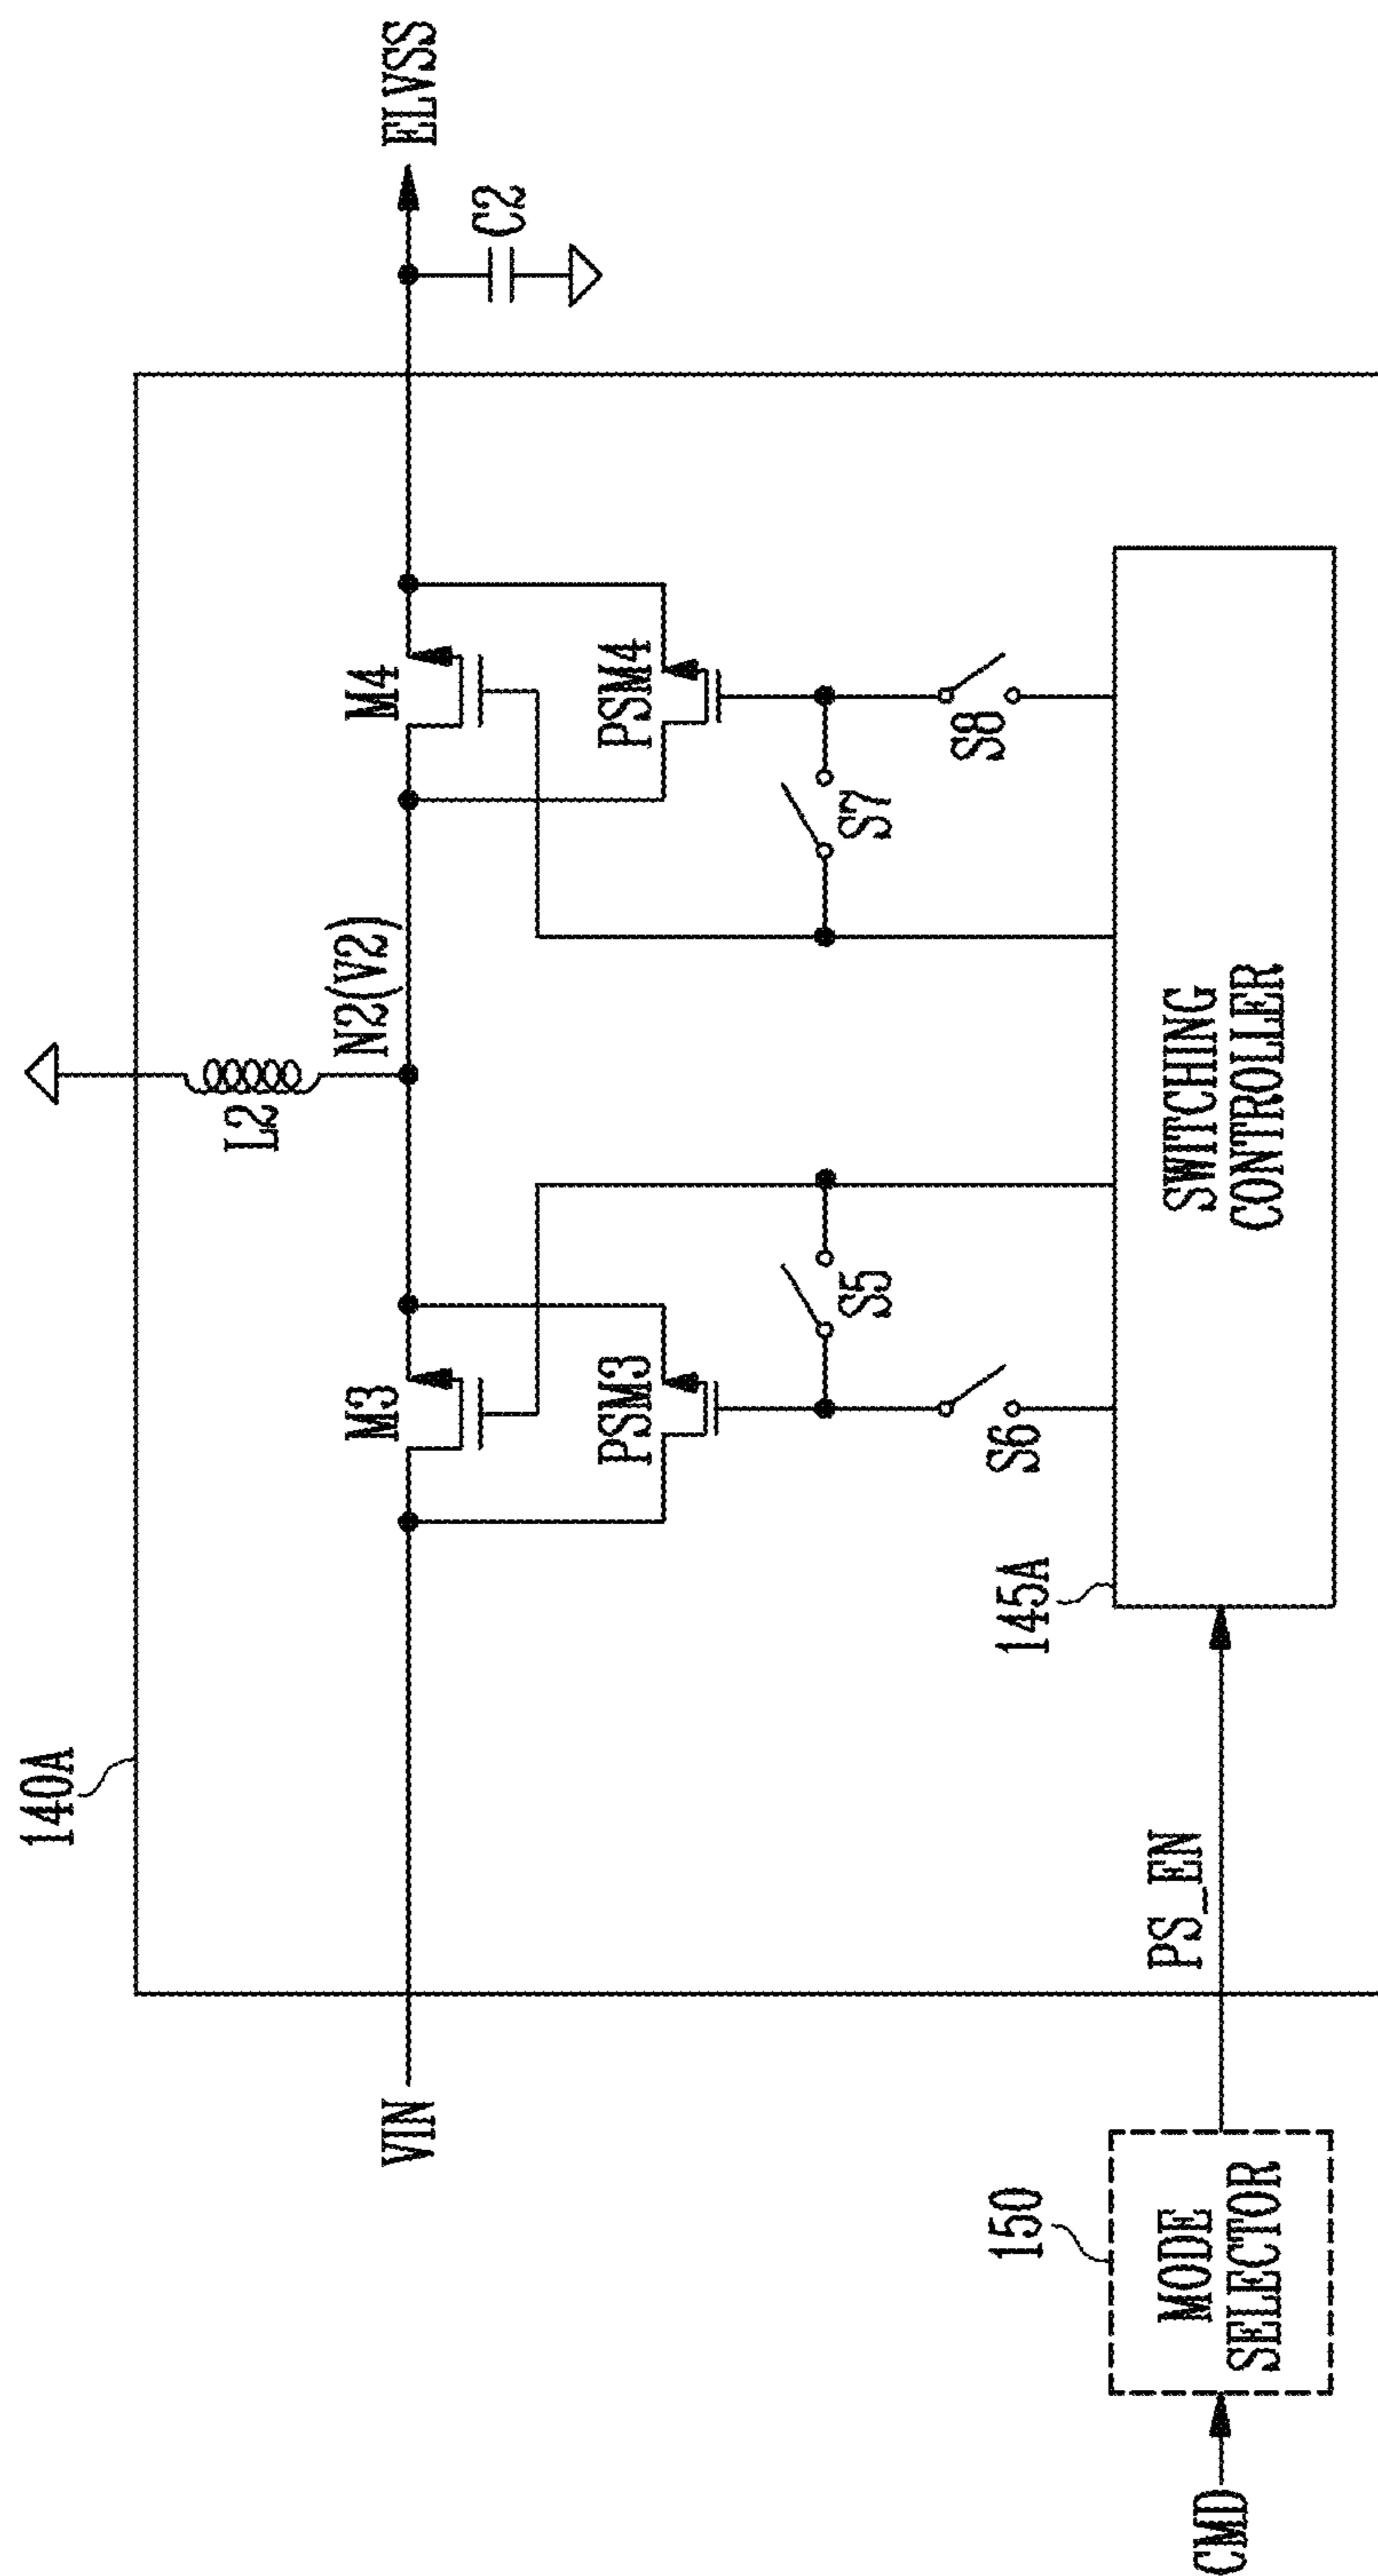 140A
L2
N2(V2)
VIN
M3
M4
ELVSS
PSM3
PSM4
C2
S5
S7
S6
S8
145A
150
PS_EN
CMD
MODE
SELECTOR
SWITCHING
CONTROLLER